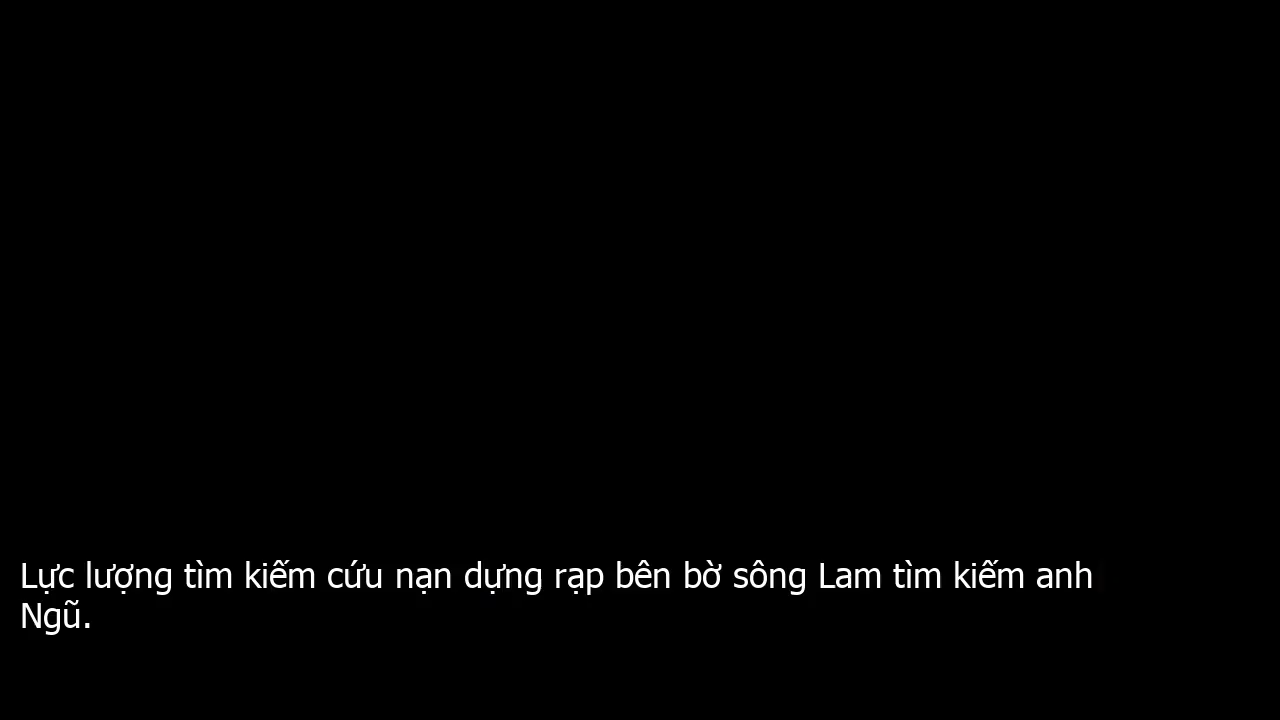 Lực lượng tìm kiếm cứu nạn dựng rạp bên bờ sông Lam tìm kiếm anh
Ngũ.